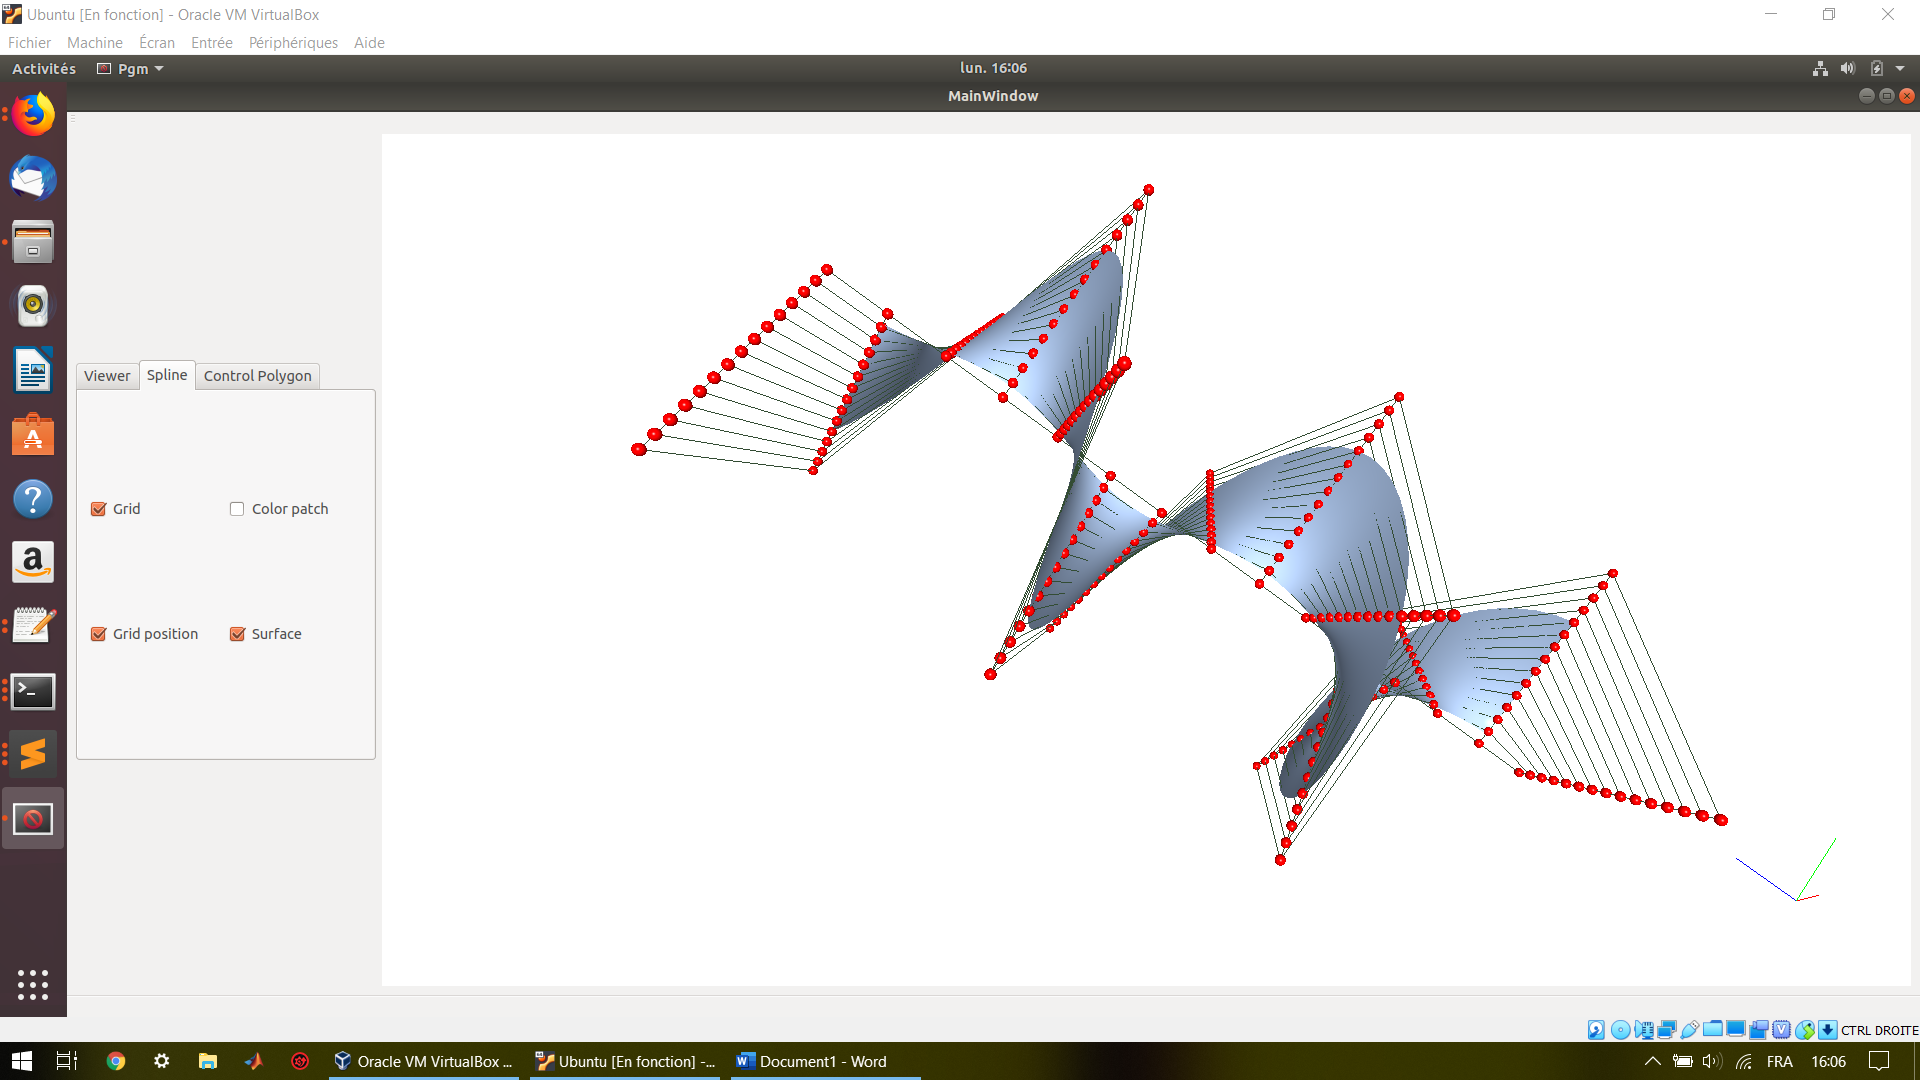 Ubuntu [En fonction] - Oracle VM VirtualBox
Fichier Machine Écran Entrée Périphériques Aide
Activités Pgm lun. 16:06
MainWindow
Viewer Spline Control Polygon
Grid Color patch
Grid position Surface
CTRL DROITE
Oracle VM VirtualBox ... Ubuntu [En fonction] -... Document1 - Word FRA 16:06